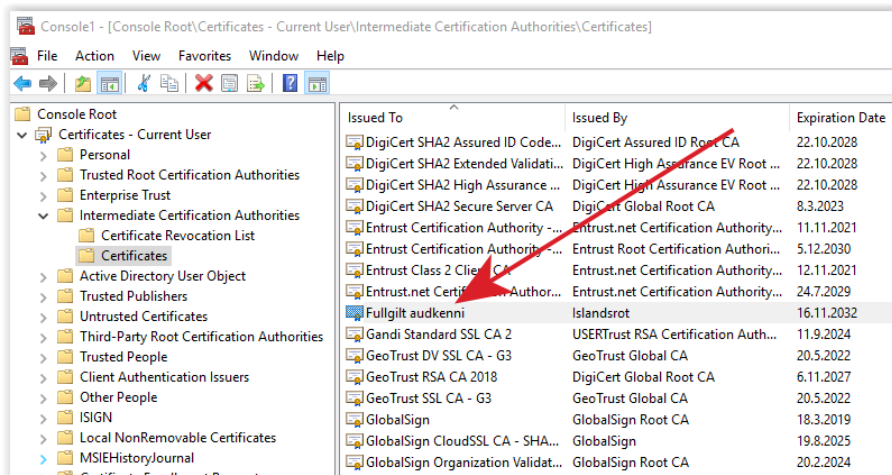 Console1 - [Console Root\Certificates - Current User\Intermediate Certification Authorities\Certificates]
File Action View Favorites Window Help
Console Root
Certificates - Current User
Personal
Trusted Root Certification Authorities
Enterprise Trust
Intermediate Certification Authorities
Certificate Revocation List
Certificates
Active Directory User Object
Trusted Publishers
Untrusted Certificates
Third-Party Root Certification Authorities
Trusted People
Client Authentication Issuers
Other People
ISIGN
Local NonRemovable Certificates
MSIEHistoryJournal
Issued To Issued By Expiration Date
DigiCert SHA2 Assured ID Code... DigiCert Assured ID Root CA 22.10.2028
DigiCert SHA2 Extended Validati... DigiCert High Assurance EV Root ... 22.10.2028
DigiCert SHA2 High Assurance ... DigiCert High Assurance EV Root ... 22.10.2028
DigiCert SHA2 Secure Server CA DigiCert Global Root CA 8.3.2023
Entrust Certification Authority -... Entrust.net Certification Authority... 11.11.2021
Entrust Certification Authority -... Entrust Root Certification Authori... 5.12.2030
Entrust Class 2 Client CA Entrust.net Certification Authority... 12.11.2021
Entrust.net Certification Author... Entrust.net Certification Authority... 24.7.2029
Fullgilt audkenni Islandsrot 16.11.2032
Gandi Standard SSL CA 2 USERTrust RSA Certification Auth... 11.9.2024
GeoTrust DV SSL CA - G3 GeoTrust Global CA 20.5.2022
GeoTrust RSA CA 2018 DigiCert Global Root CA 6.11.2027
GeoTrust SSL CA - G3 GeoTrust Global CA 20.5.2022
GlobalSign GlobalSign Root CA 18.3.2019
GlobalSign CloudSSL CA - SHA... GlobalSign 19.8.2025
GlobalSign Organization Validat... GlobalSign Root CA 20.2.2024